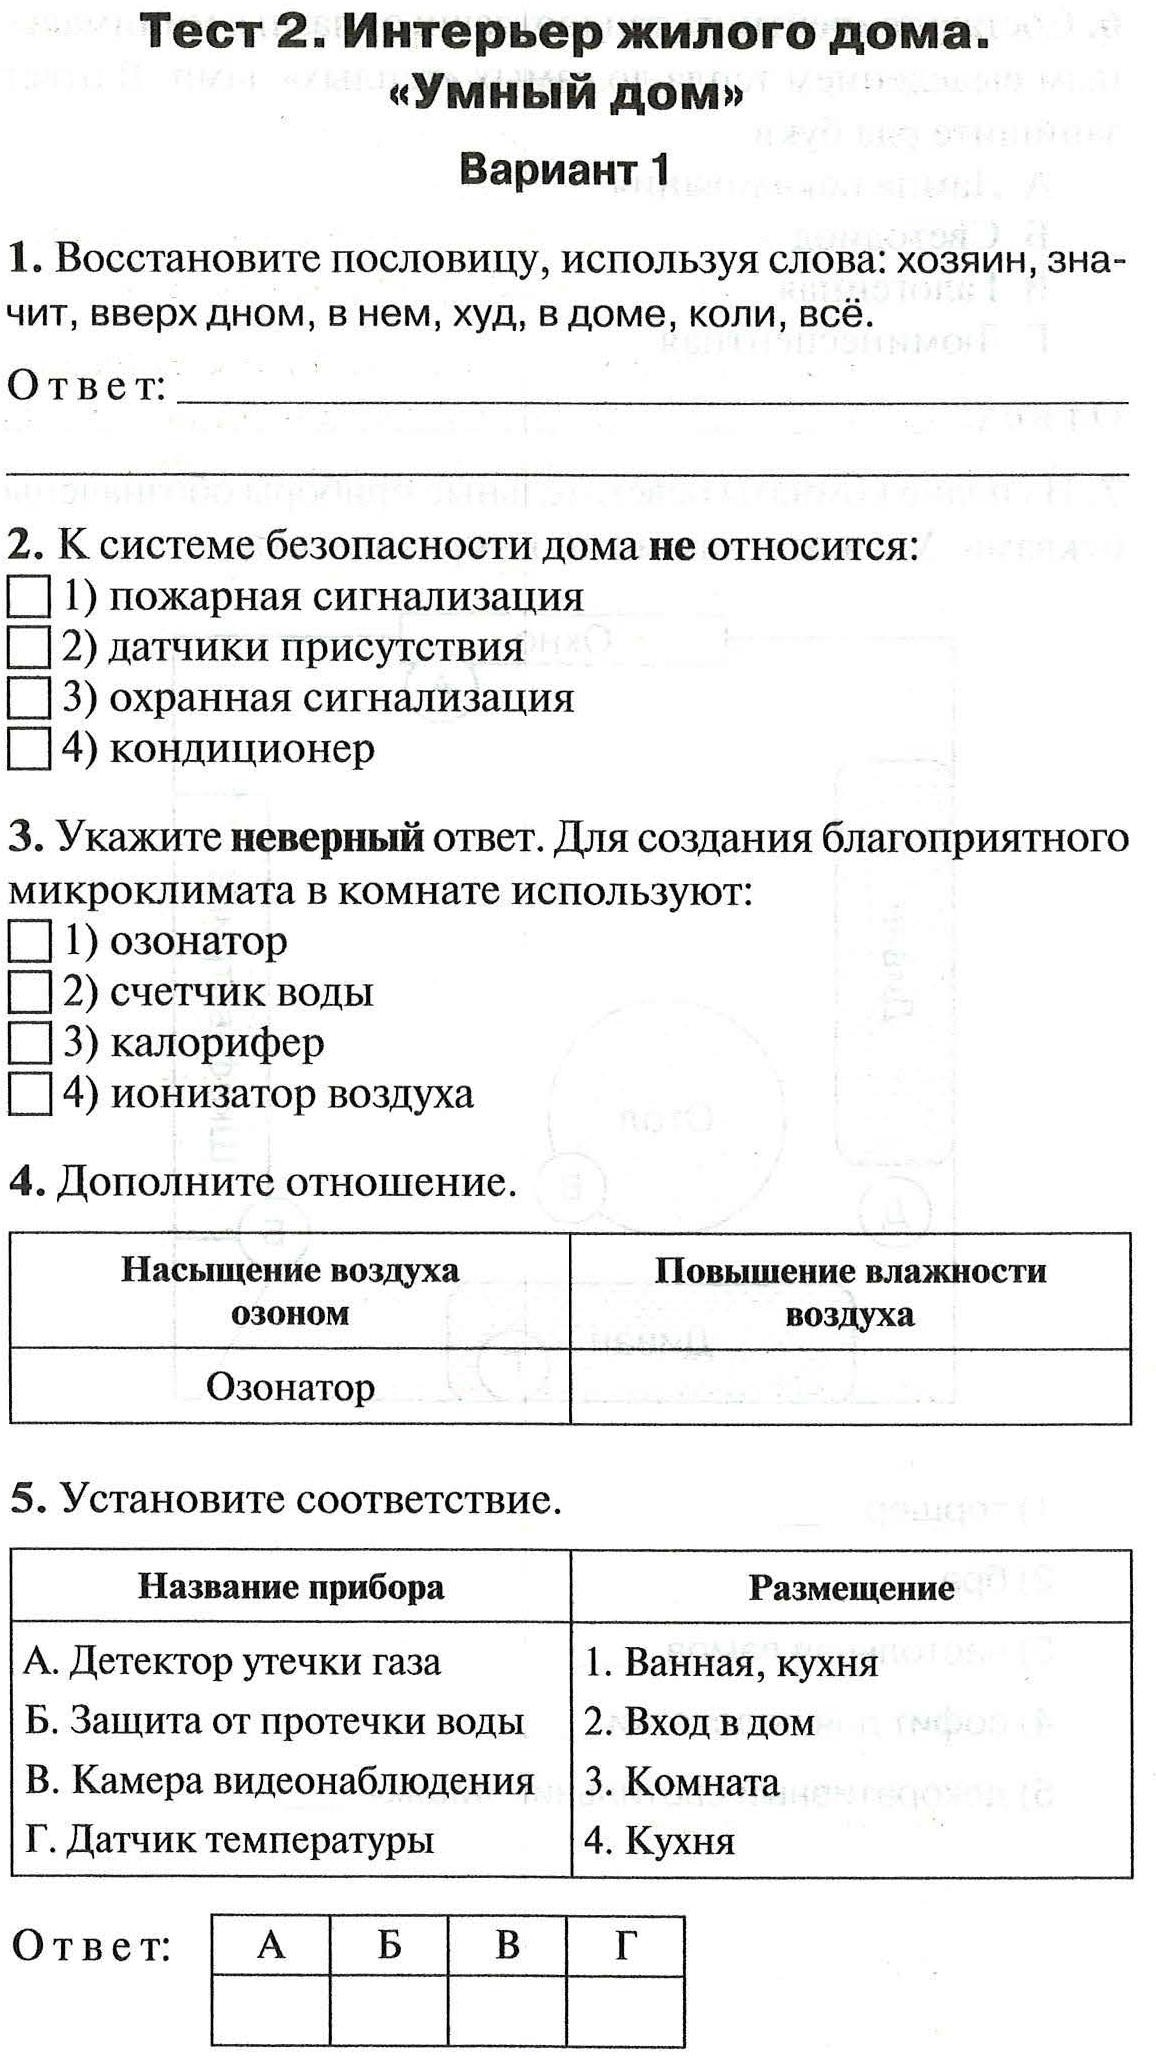 Тест 2. Интерьер жилого дома.
«Умный дом»
Вариант 1
1. Восстановите пословицу, используя слова: хозяин, зна-
чит, вверх дном, в нем, худ, в доме, коли, всё.
Ответ:
2. К системе безопасности дома не относится:
1) пожарная сигнализация
2) датчики присутствия
3) охранная сигнализация
4) кондиционер
3. Укажите неверный ответ. Для создания благоприятного
микроклимата в комнате используют:
1) озонатор
2) счетчик воды
3) калорифер
4) ионизатор воздуха
4. Дополните отношение.
Насыщение воздуха
озоном
Повышение влажности
воздуха
Озонатор
5. Установите соответствие.
Название прибора
Размещение
А. Детектор утечки газа
Б. Защита от протечки воды
В. Камера видеонаблюдения
Г. Датчик температуры
1. Ванная, кухня
2. Вход в дом
3. Комната
4. Кухня
Ответ:
А Б В Г